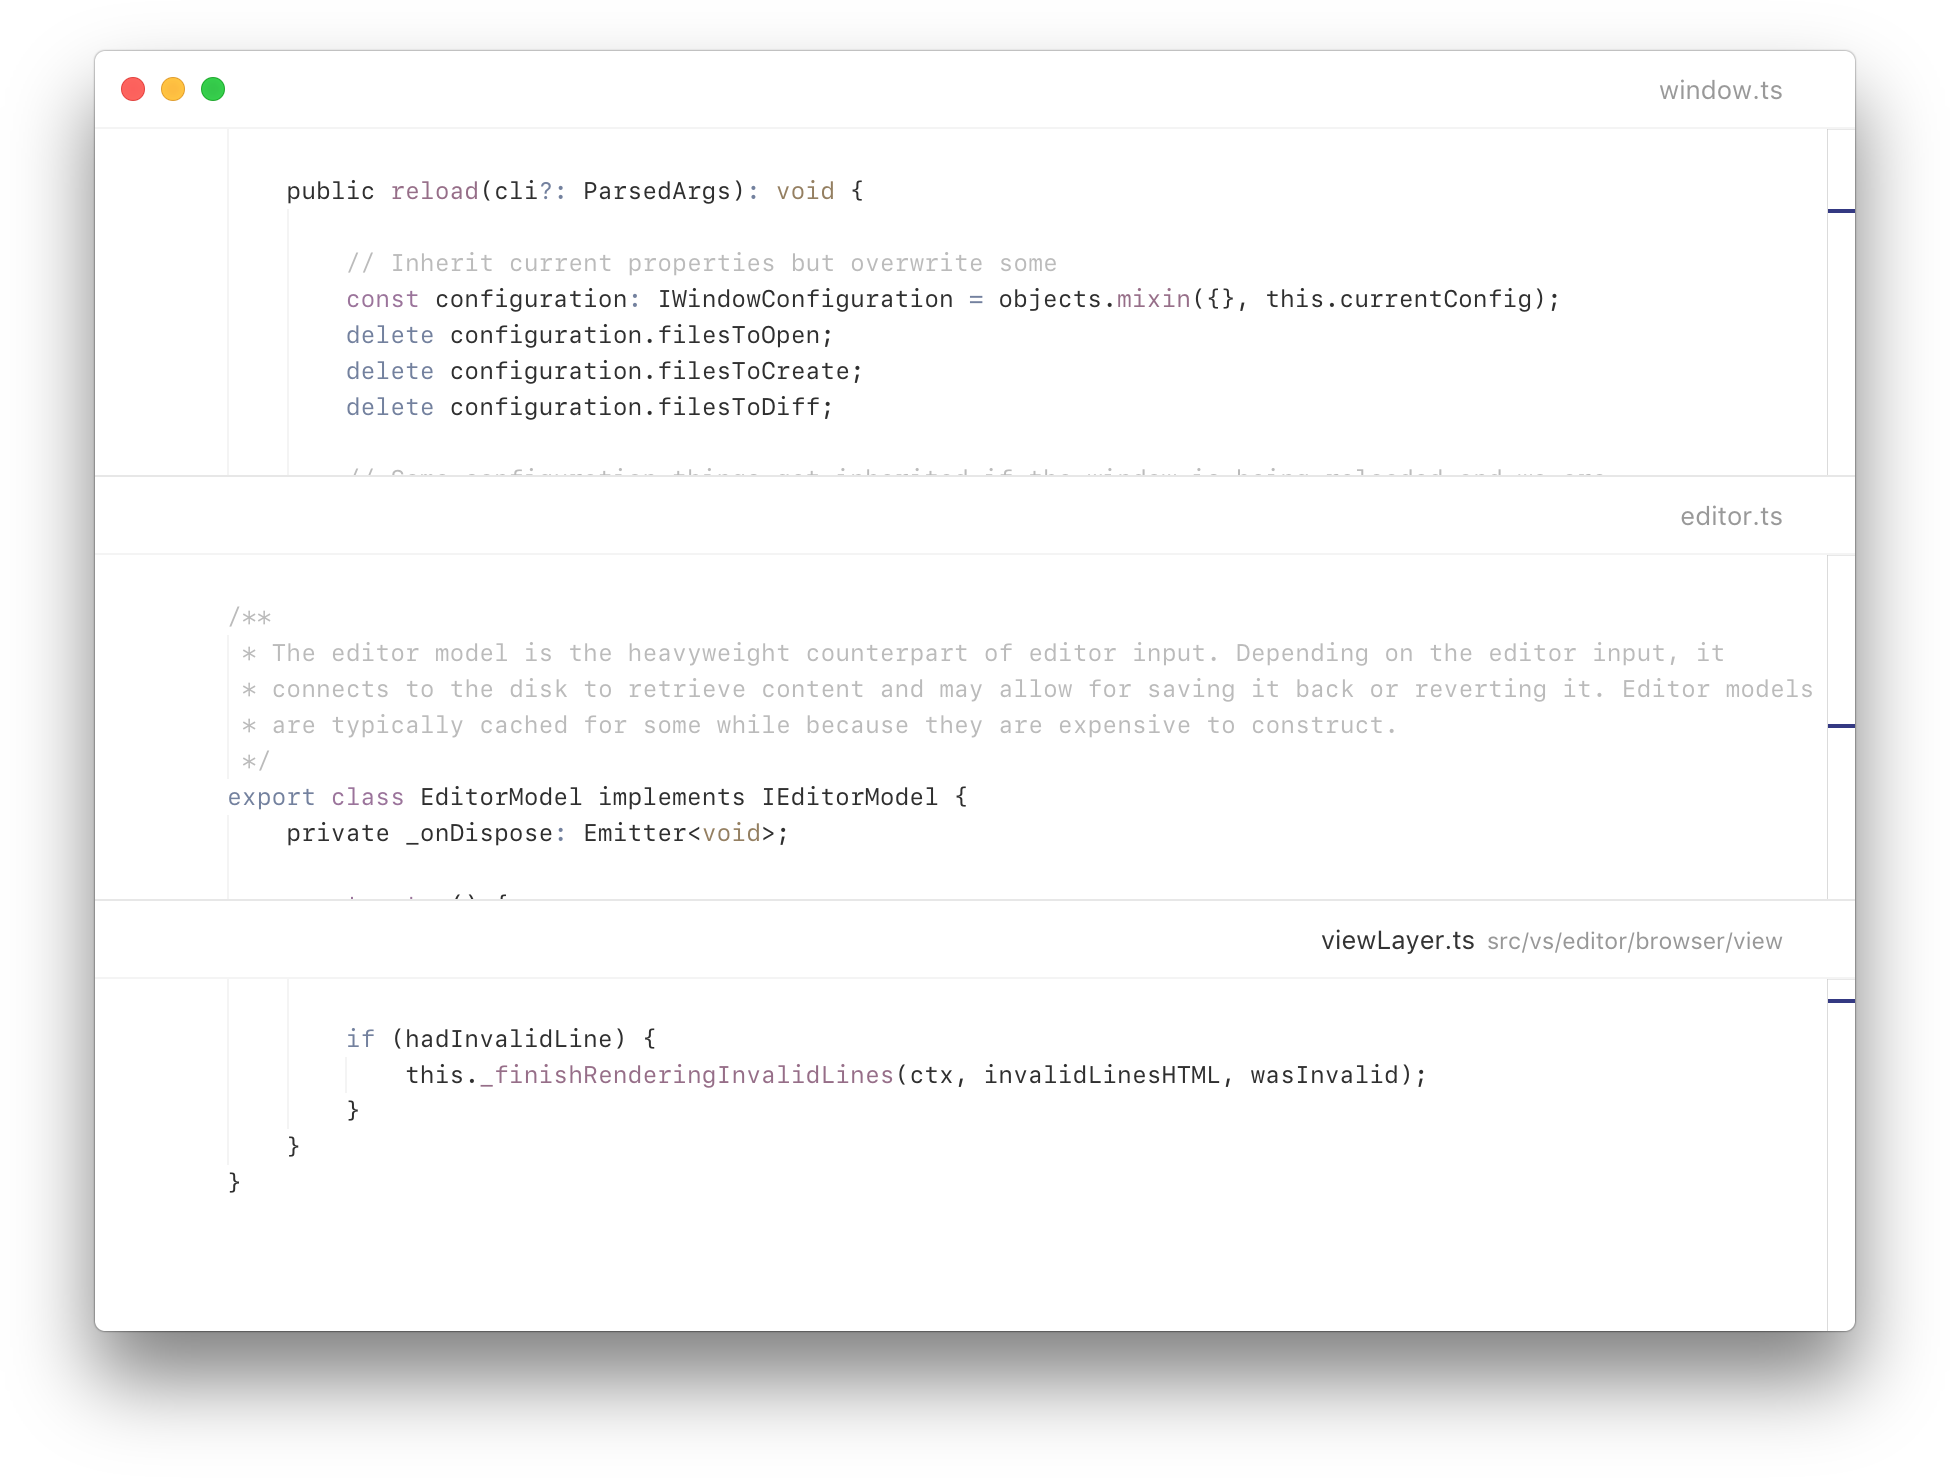 window.ts
public reload(cli?: ParsedArgs): void {
// Inherit current properties but overwrite some
const configuration: IWindowConfiguration = objects.mixin({}, this.currentConfig);
delete configuration.filesToOpen;
delete configuration.filesToCreate;
delete configuration.filesToDiff;
editor.ts
/**
* The editor model is the heavyweight counterpart of editor input. Depending on the editor input, it
* connects to the disk to retrieve content and may allow for saving it back or reverting it. Editor models
* are typically cached for some while because they are expensive to construct.
*/
export class EditorModel implements IEditorModel {
private _onDispose: Emitter<void>;
viewLayer.ts src/vs/editor/browser/view
if (hadInvalidLine) {
this._finishRenderingInvalidLines(ctx, invalidLinesHTML, wasInvalid);
}
}
}